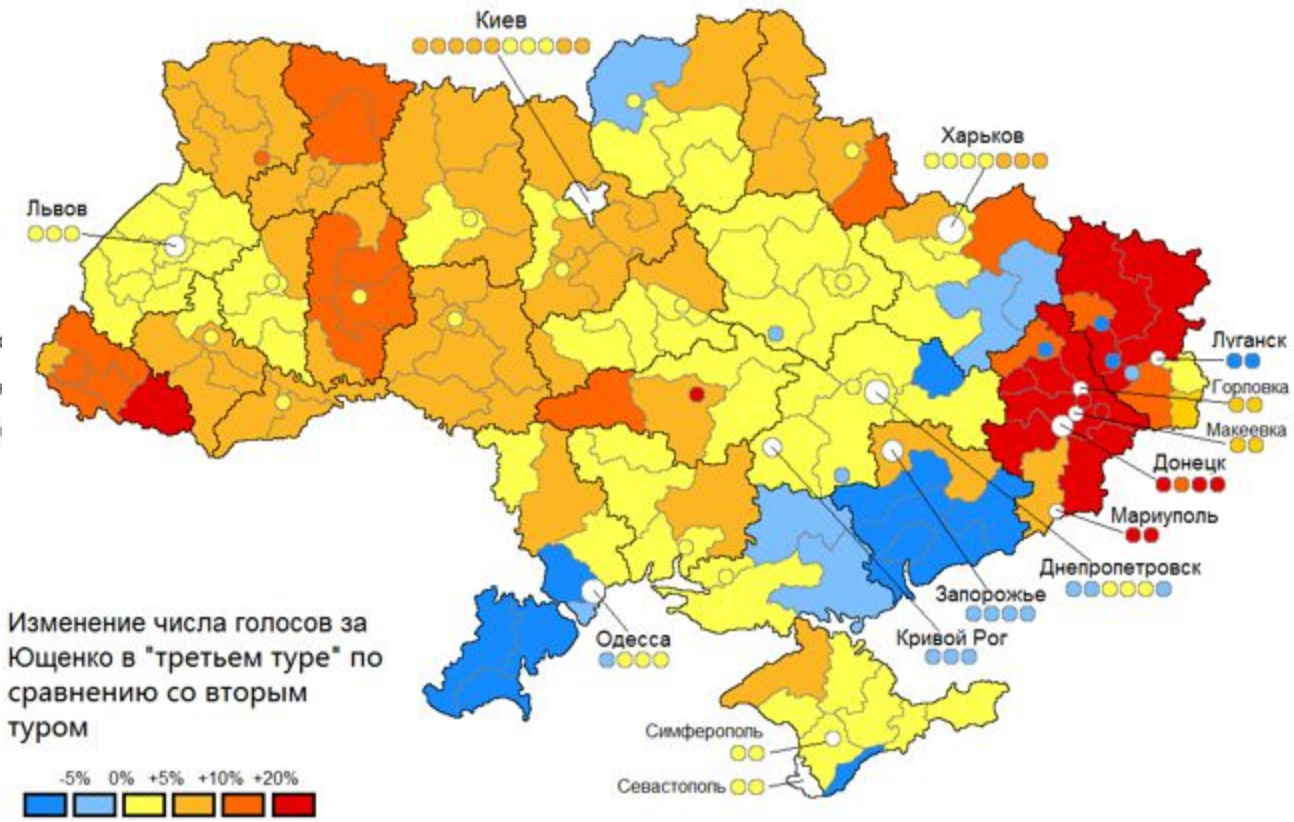 Киев
Харьков
Львов
Луганск
Горловка
Макеевка
Донецк
Мариуполь
Днепропетровск
Запорожье
Кривой Рог
Одесса
Симферополь
Севастополь
Изменение числа голосов за
Ющенко в "третьем туре" по
сравнению со вторым
туром
-5% 0% +5% +10% +20%